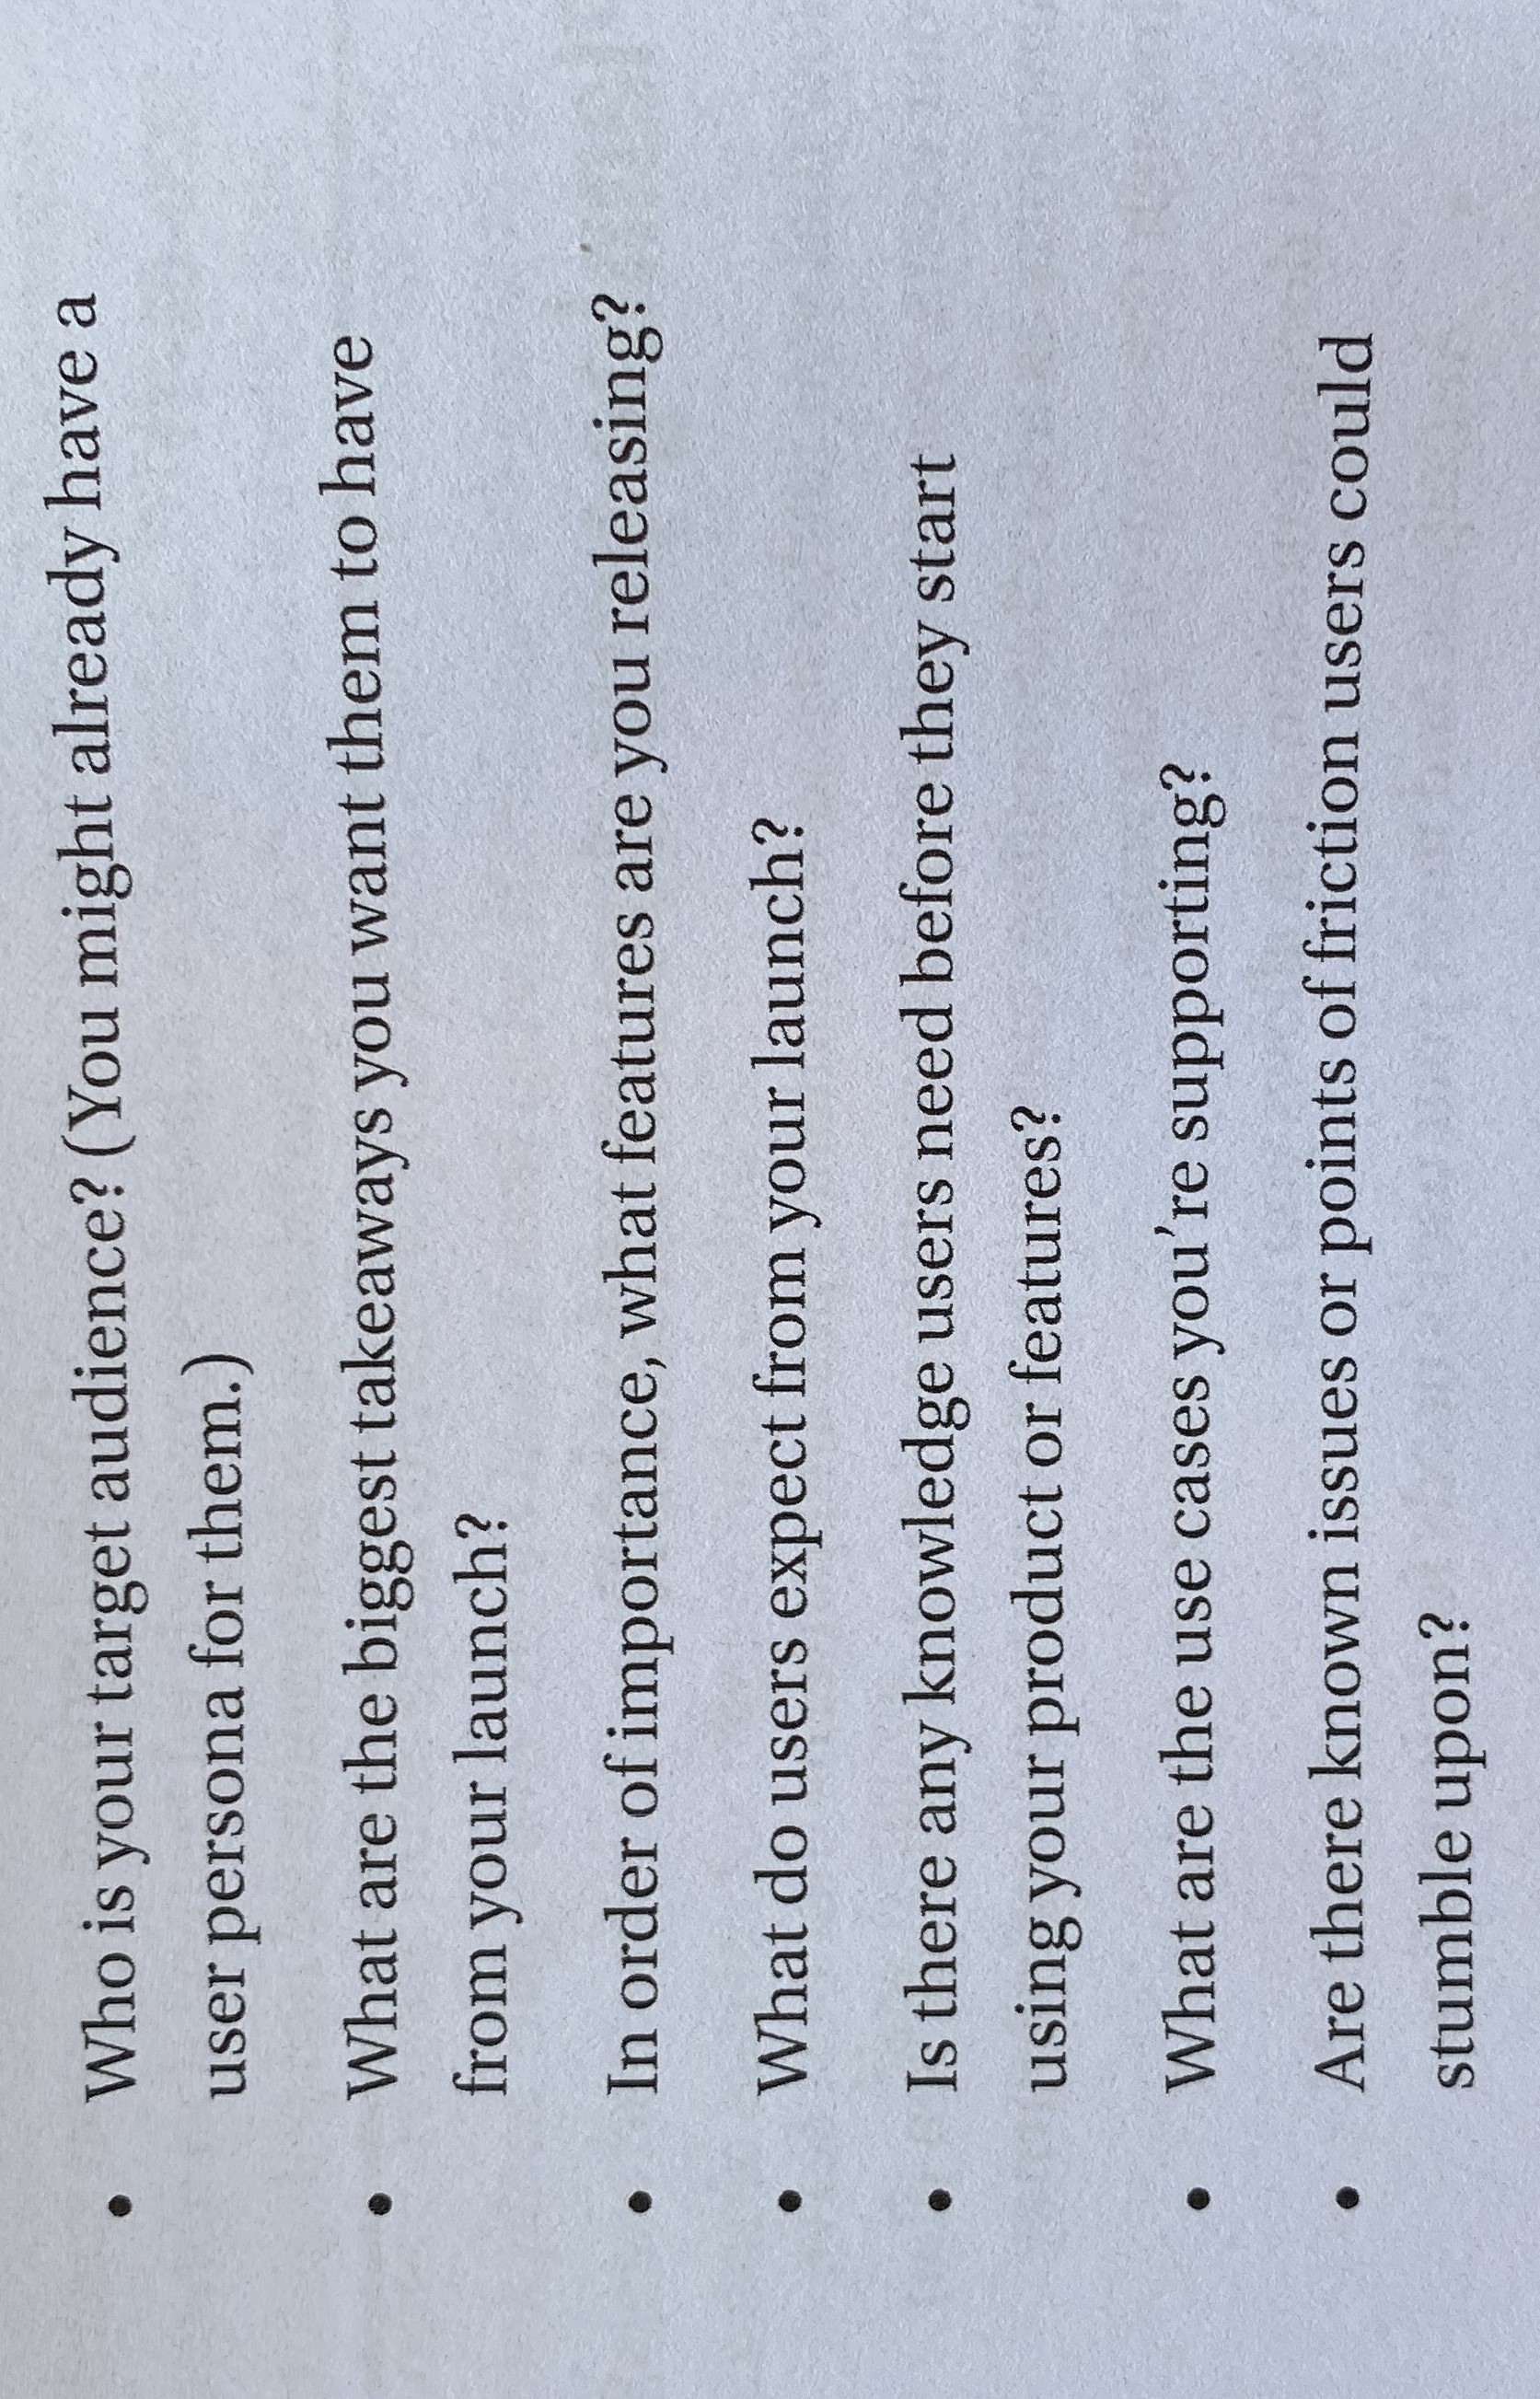 • Who is your target audience? (You might already have a
user persona for them.)
• What are the biggest takeaways you want them to have
from your launch?
• In order of importance, what features are you releasing?
• What do users expect from your launch?
• Is there any knowledge users need before they start
using your product or features?
• What are the use cases you're supporting?
• Are there known issues or points of friction users could
stumble upon?